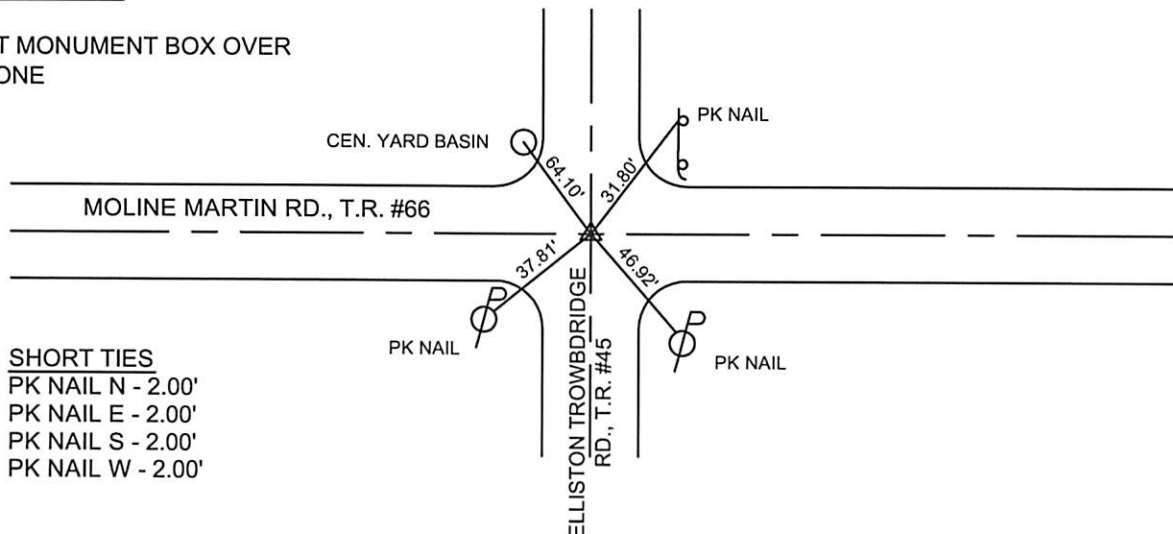 MONUMENT BOX OVER
PK NAIL
CEN. YARD BASIN
64.10'
31.80'
MOLINE MARTIN RD., T.R. #66
37.81'
46.92'
PK NAIL
PK NAIL
ELLISTON TROWBDRIDGE
RD., T.R. #45
SHORT TIES
PK NAIL N - 2.00'
PK NAIL E - 2.00'
PK NAIL S - 2.00'
PK NAIL W - 2.00'